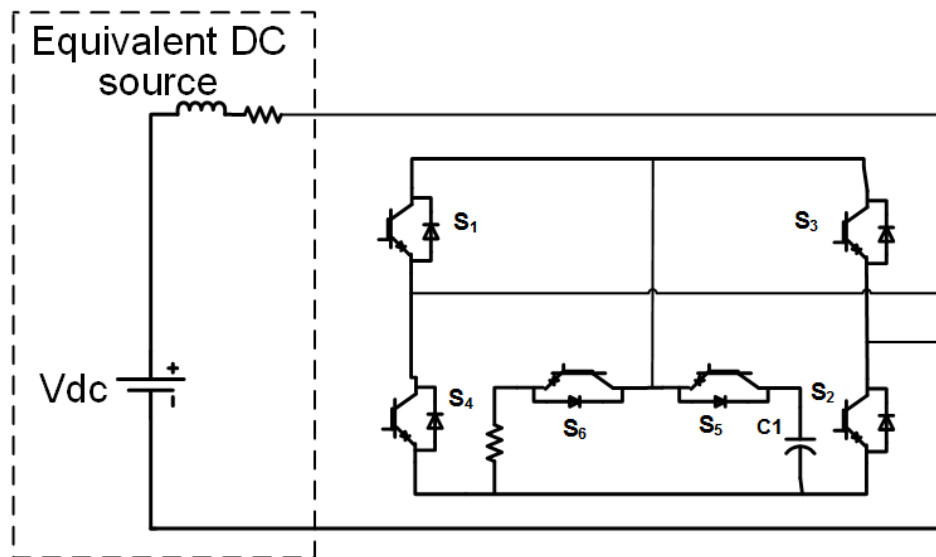 Equivalent DC
source
S₁
S₃
+
Vdc
S₄
S₆
S₅
C1
S₂